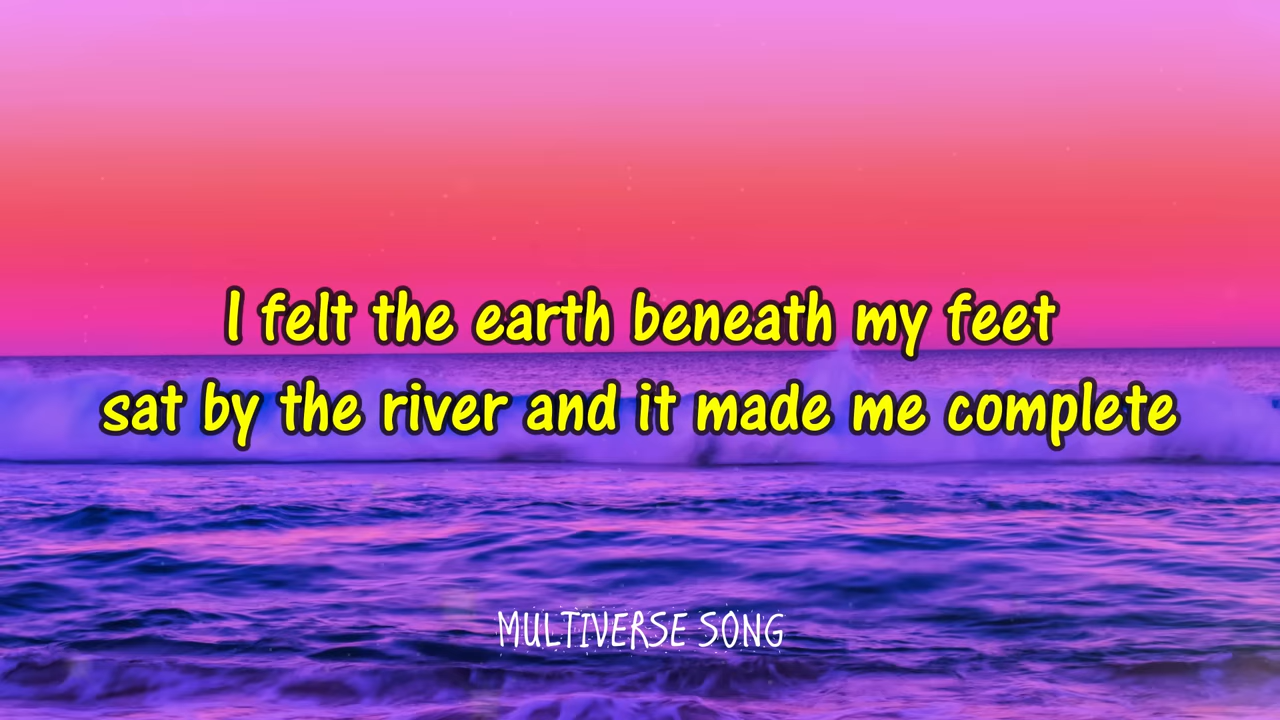 I felt the earth beneath my feet
sat by the river and it made me complete
MULTIVERSE SONG